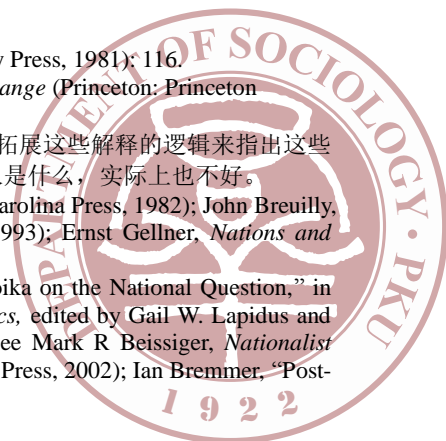 y Press, 1981): 116.
ange (Princeton: Princeton
拓展这些解释的逻辑来指出这些
是什么，实际上也不好。
arolina Press, 1982); John Breuilly,
993); Ernst Gellner, Nations and
oika on the National Question,” in
cs, edited by Gail W. Lapidus and
ee Mark R Beissiger, Nationalist
Press, 2002); Ian Bremmer, “Post-
DEPARTMENT OF SOCIOLOGY · PKU
1922